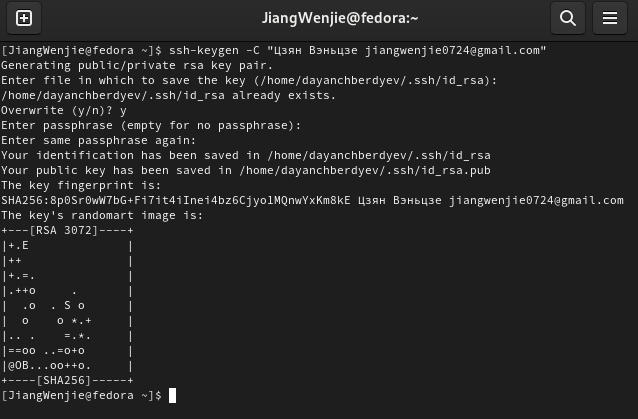 JiangWenjie@fedora:~
[JiangWenjie@fedora ~]$ ssh-keygen -C "Цзян Вэньцзе jiangwenjie0724@gmail.com"
Generating public/private rsa key pair.
Enter file in which to save the key (/home/dayanchberdyev/.ssh/id_rsa):
/home/dayanchberdyev/.ssh/id_rsa already exists.
Overwrite (y/n)? y
Enter passphrase (empty for no passphrase):
Enter same passphrase again:
Your identification has been saved in /home/dayanchberdyev/.ssh/id_rsa
Your public key has been saved in /home/dayanchberdyev/.ssh/id_rsa.pub
The key fingerprint is:
SHA256:8p0Sr0wW7bG+Fi7it4iInei4bz6CjyolMQnwYxKm8kE Цзян Вэньцзе jiangwenjie0724@gmail.com
The key's randomart image is:
+---[RSA 3072]----+
|+.E              |
|++               |
|+.=.             |
|.++o     .       |
|  .o  . S o      |
|  o    o *.+     |
|.. .    =.*.     |
|==oo ..=o+o      |
|@OB...oo++o.     |
+----[SHA256]-----+
[JiangWenjie@fedora ~]$